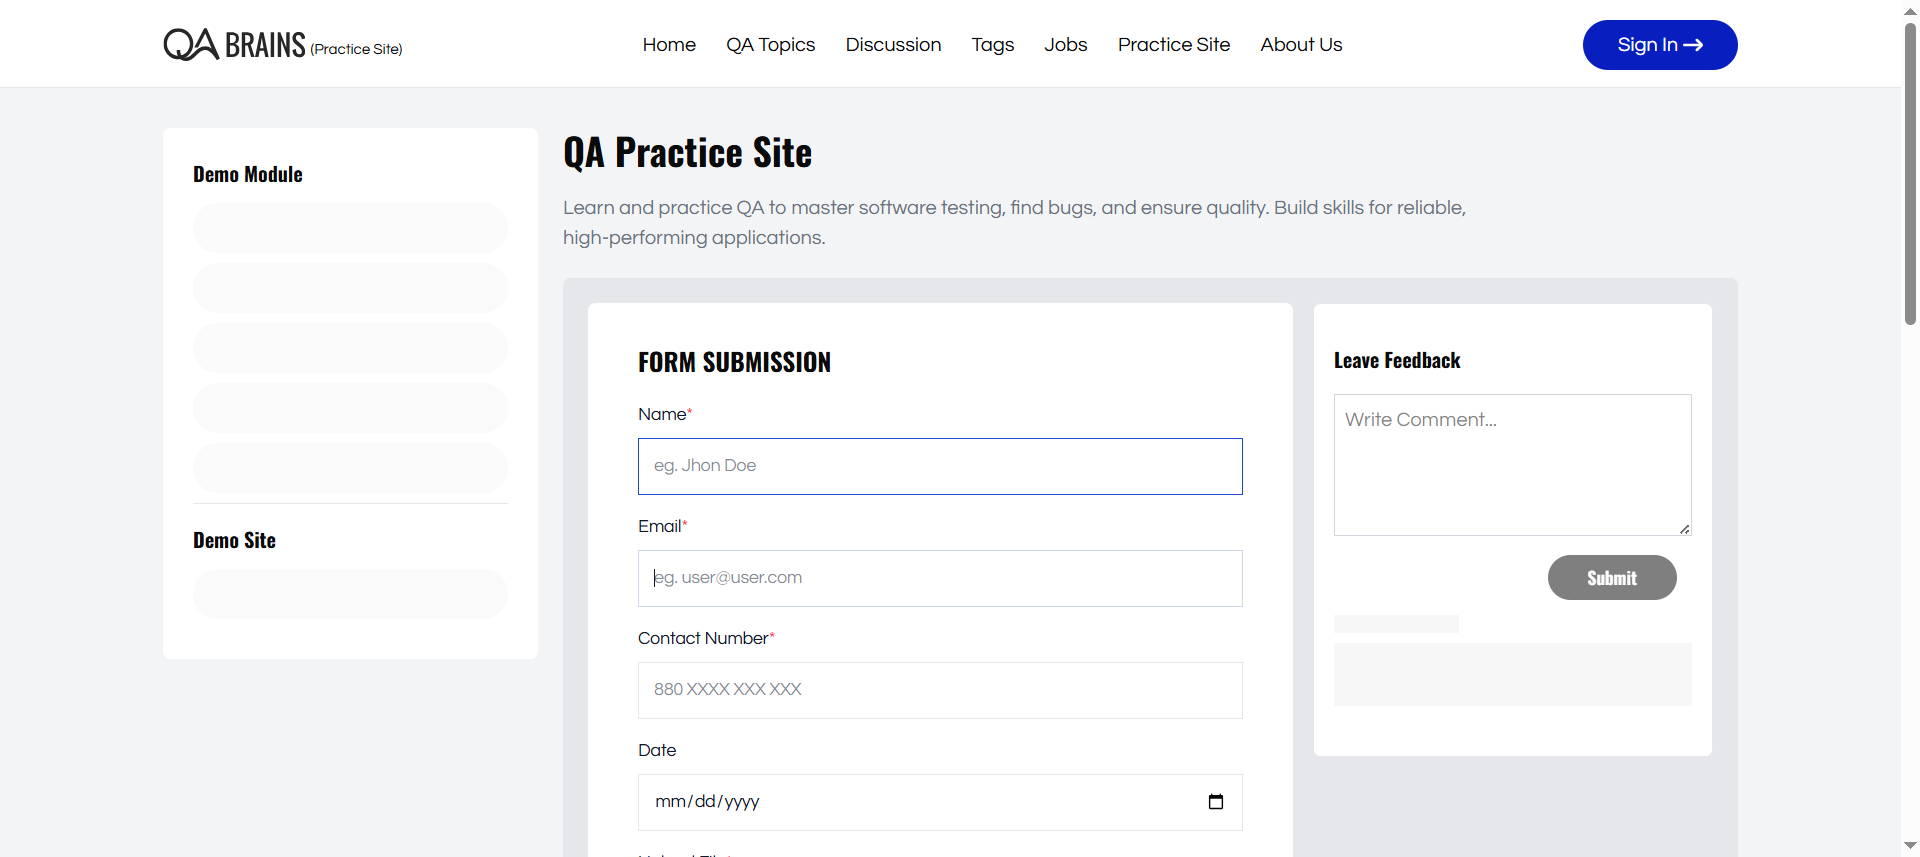 QA BRAINS (Practice Site)
Home
QA Topics
Discussion
Tags
Jobs
Practice Site
About Us
Sign In
Demo Module
Demo Site
QA Practice Site
Learn and practice QA to master software testing, find bugs, and ensure quality. Build skills for reliable,
high-performing applications.
FORM SUBMISSION
Name*
eg. Jhon Doe
Email*
eg. user@user.com
Contact Number*
880 XXXX XXX XXX
Date
mm/dd/yyyy
Leave Feedback
Write Comment...
Submit